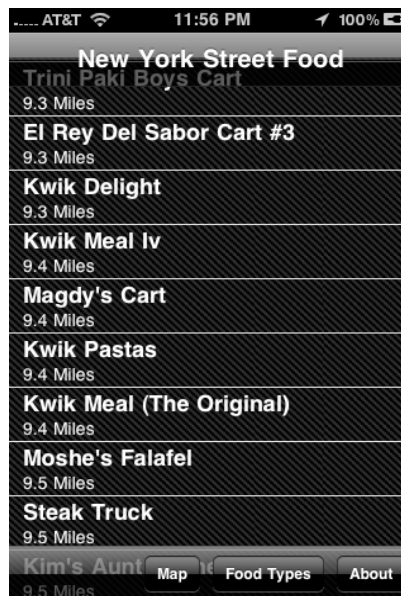 ..... AT&T 11:56 PM 100%
New York Street Food
Trini Paki Boys Cart
9.3 Miles
El Rey Del Sabor Cart #3
9.3 Miles
Kwik Delight
9.3 Miles
Kwik Meal Iv
9.4 Miles
Magdy's Cart
9.4 Miles
Kwik Pastas
9.4 Miles
Kwik Meal (The Original)
9.4 Miles
Moshe's Falafel
9.5 Miles
Steak Truck
9.5 Miles
Kim's Aunt
Map Food Types About
9.5 Miles